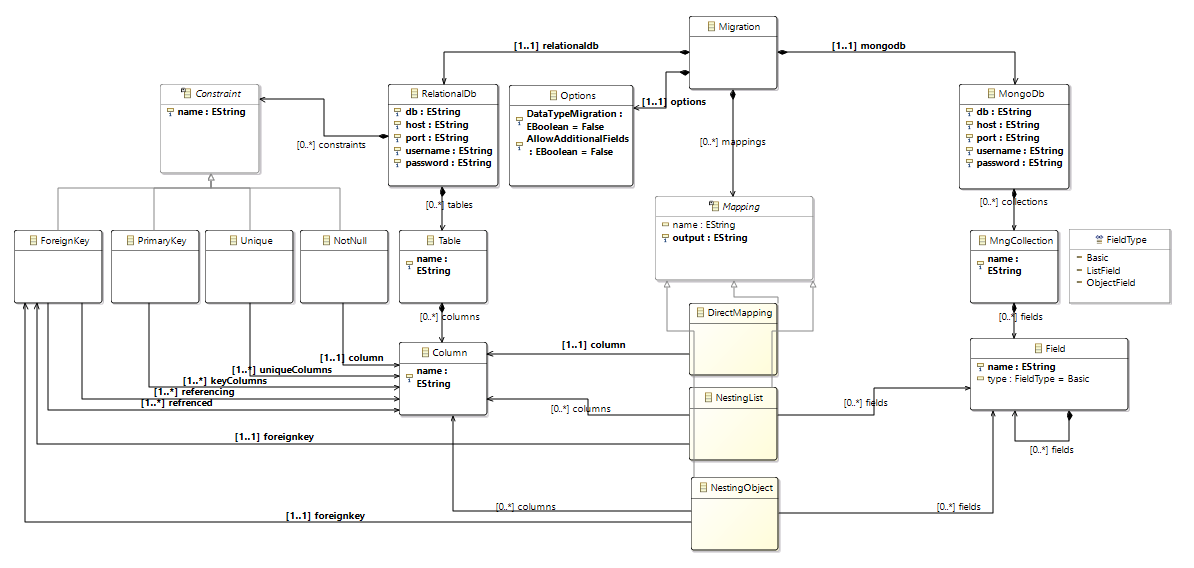 Migration
[1..1] relationaldb
[1..1] mongodb
[1..1] options
[0..*] mappings
Constraint
name : EString
[0..*] constraints
RelationalDb
db : EString
host : EString
port : EString
username : EString
password : EString
Options
DataTypeMigration :
EBoolean = False
AllowAdditionalFields
: EBoolean = False
MongoDb
db : EString
host : EString
port : EString
username : EString
password : EString
[0..*] tables
[0..*] collections
Mapping
name : EString
output : EString
ForeignKey
PrimaryKey
Unique
NotNull
Table
name :
EString
MngCollection
name :
EString
FieldType
Basic
ListField
ObjectField
[0..*] columns
[0..*] fields
DirectMapping
Column
name :
EString
[1..1] column
Field
name : EString
type : FieldType = Basic
[1..1] column
[1..*] uniqueColumns
[1..*] keyColumns
[1..*] referencing
[1..*] refrenced
NestingList
[0..*] columns
[0..*] fields
[1..1] foreignkey
[0..*] fields
NestingObject
[0..*] columns
[0..*] fields
[1..1] foreignkey